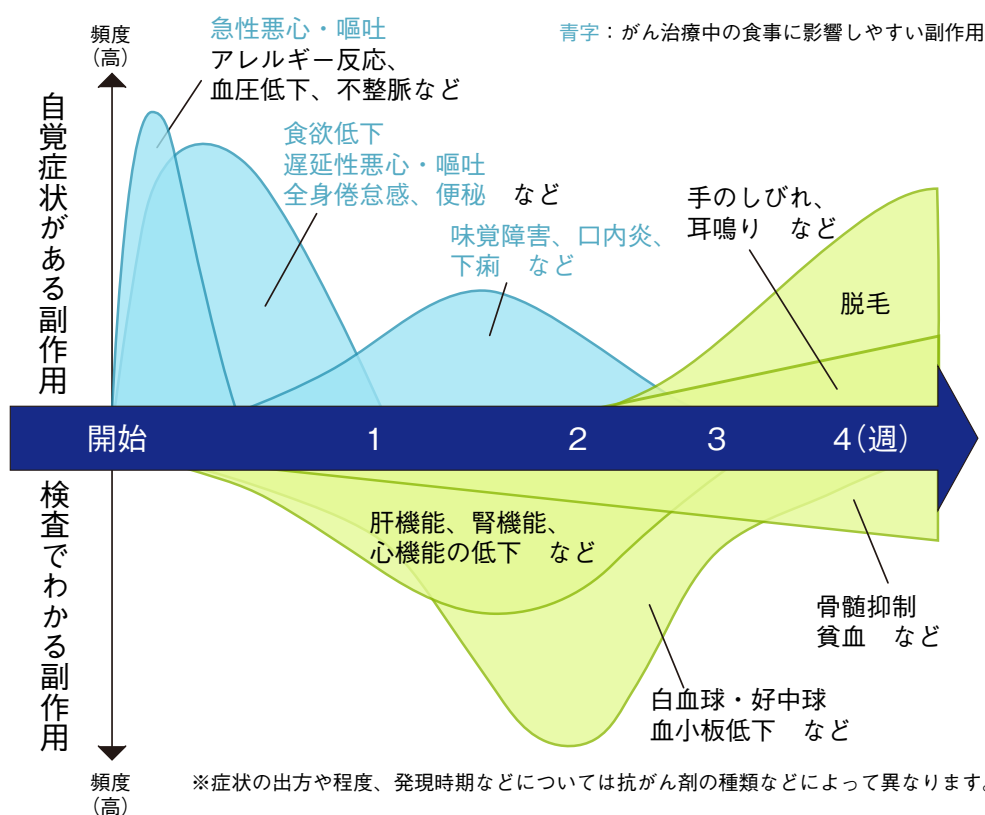 頻度
(高)
急性悪心・嘔吐
アレルギー反応、
血圧低下、不整脈など
青字：がん治療中の食事に影響しやすい副作用
自覚症状がある副作用
食欲低下
遅延性悪心・嘔吐
全身倦怠感、便秘　など
味覚障害、口内炎、
下痢　など
手のしびれ、
耳鳴り　など
脱毛
開始 1 2 3 4(週)
検査でわかる副作用
肝機能、腎機能、
心機能の低下　など
骨髄抑制
貧血　など
白血球・好中球
血小板低下　など
頻度
(高)
※症状の出方や程度、発現時期などについては抗がん剤の種類などによって異なります。